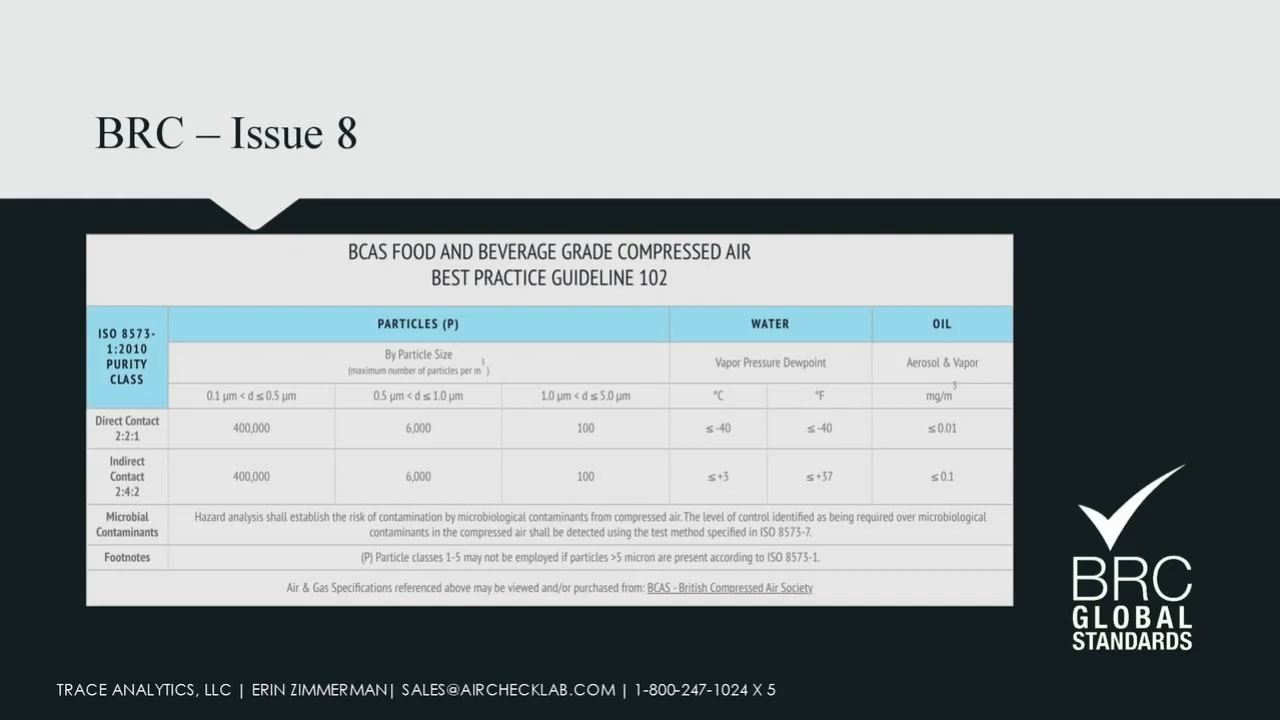 BRC – Issue 8
BCAS FOOD AND BEVERAGE GRADE COMPRESSED AIR
BEST PRACTICE GUIDELINE 102
ISO 8573-
1:2010
PURITY
CLASS
PARTICLES (P)
WATER
OIL
By Particle Size
(maximum number of particles per m³)
Vapor Pressure Dewpoint
Aerosol & Vapor
0.1 µm < d ≤ 0.5 µm
0.5 µm < d ≤ 1.0 µm
1.0 µm < d ≤ 5.0 µm
°C
°F
mg/m³
Direct Contact
2:2:1
400,000
6,000
100
≤ -40
≤ -40
≤ 0.01
Indirect
Contact
2:4:2
400,000
6,000
100
≤ +3
≤ +37
≤ 0.1
Microbial
Contaminants
Hazard analysis shall establish the risk of contamination by microbiological contaminants from compressed air. The level of control identified as being required over microbiological
contaminants in the compressed air shall be detected using the test method specified in ISO 8573-7.
Footnotes
(P) Particle classes 1-5 may not be employed if particles >5 micron are present according to ISO 8573-1.
Air & Gas Specifications referenced above may be viewed and/or purchased from: BCAS - British Compressed Air Society
BRC
GLOBAL
STANDARDS
TRACE ANALYTICS, LLC | ERIN ZIMMERMAN| SALES@AIRCHECKLAB.COM | 1-800-247-1024 X 5